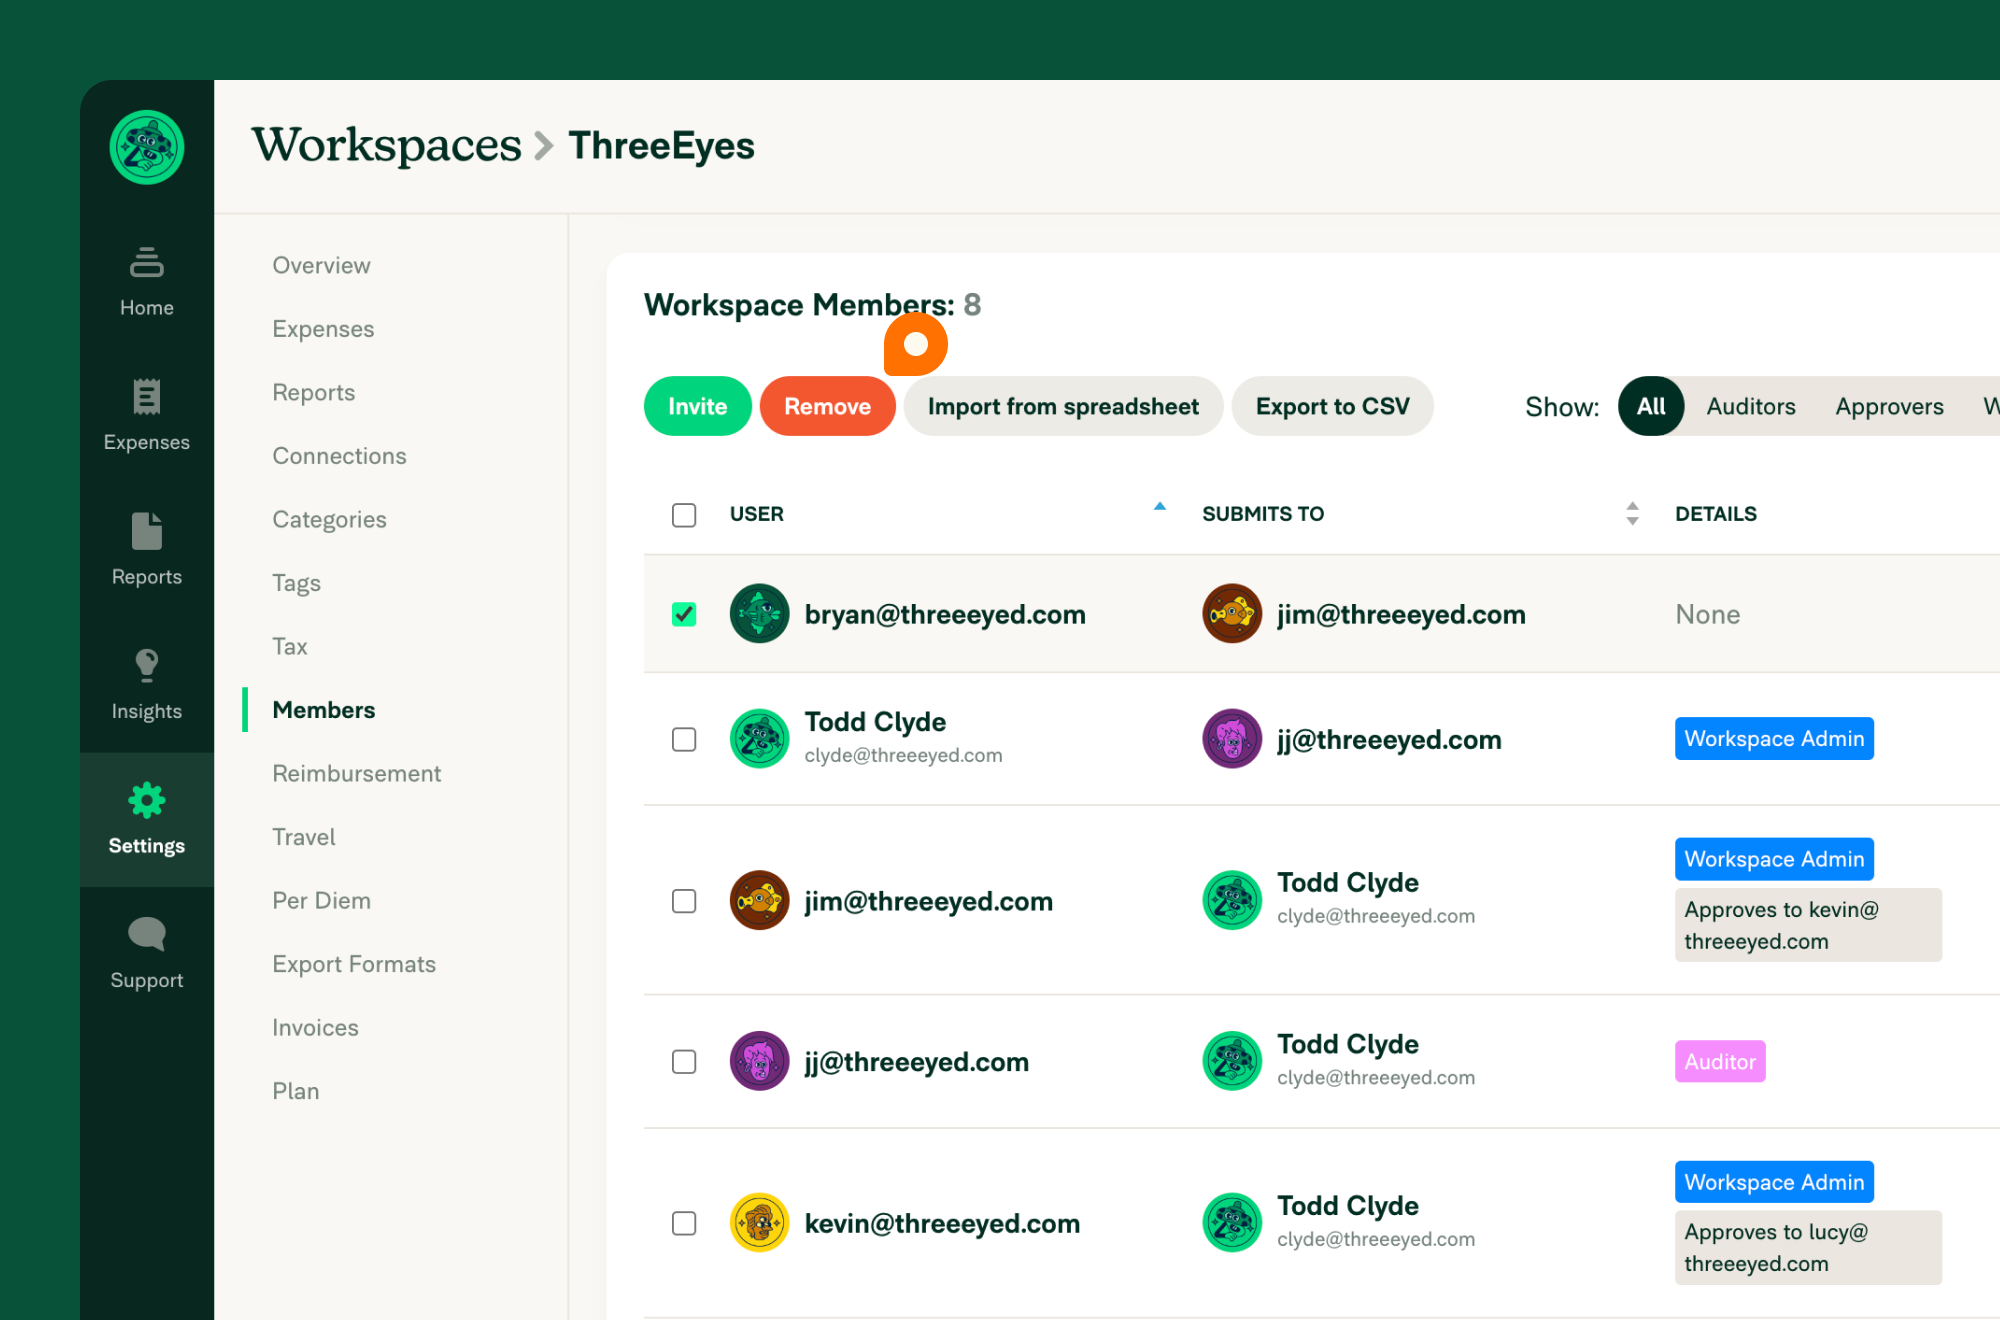 Workspaces > ThreeEyes
Home
Expenses
Reports
Insights
Settings
Support
Overview
Expenses
Reports
Connections
Categories
Tags
Tax
Members
Reimbursement
Travel
Per Diem
Export Formats
Invoices
Plan
Workspace Members: 8
Invite
Remove
Import from spreadsheet
Export to CSV
Show:
All
Auditors
Approvers
USER
SUBMITS TO
DETAILS
bryan@threeeyed.com
jim@threeeyed.com
None
Todd Clyde
clyde@threeeyed.com
jj@threeeyed.com
Workspace Admin
jim@threeeyed.com
Todd Clyde
clyde@threeeyed.com
Workspace Admin
Approves to kevin@
threeeyed.com
jj@threeeyed.com
Todd Clyde
clyde@threeeyed.com
Auditor
kevin@threeeyed.com
Todd Clyde
clyde@threeeyed.com
Workspace Admin
Approves to lucy@
threeeyed.com